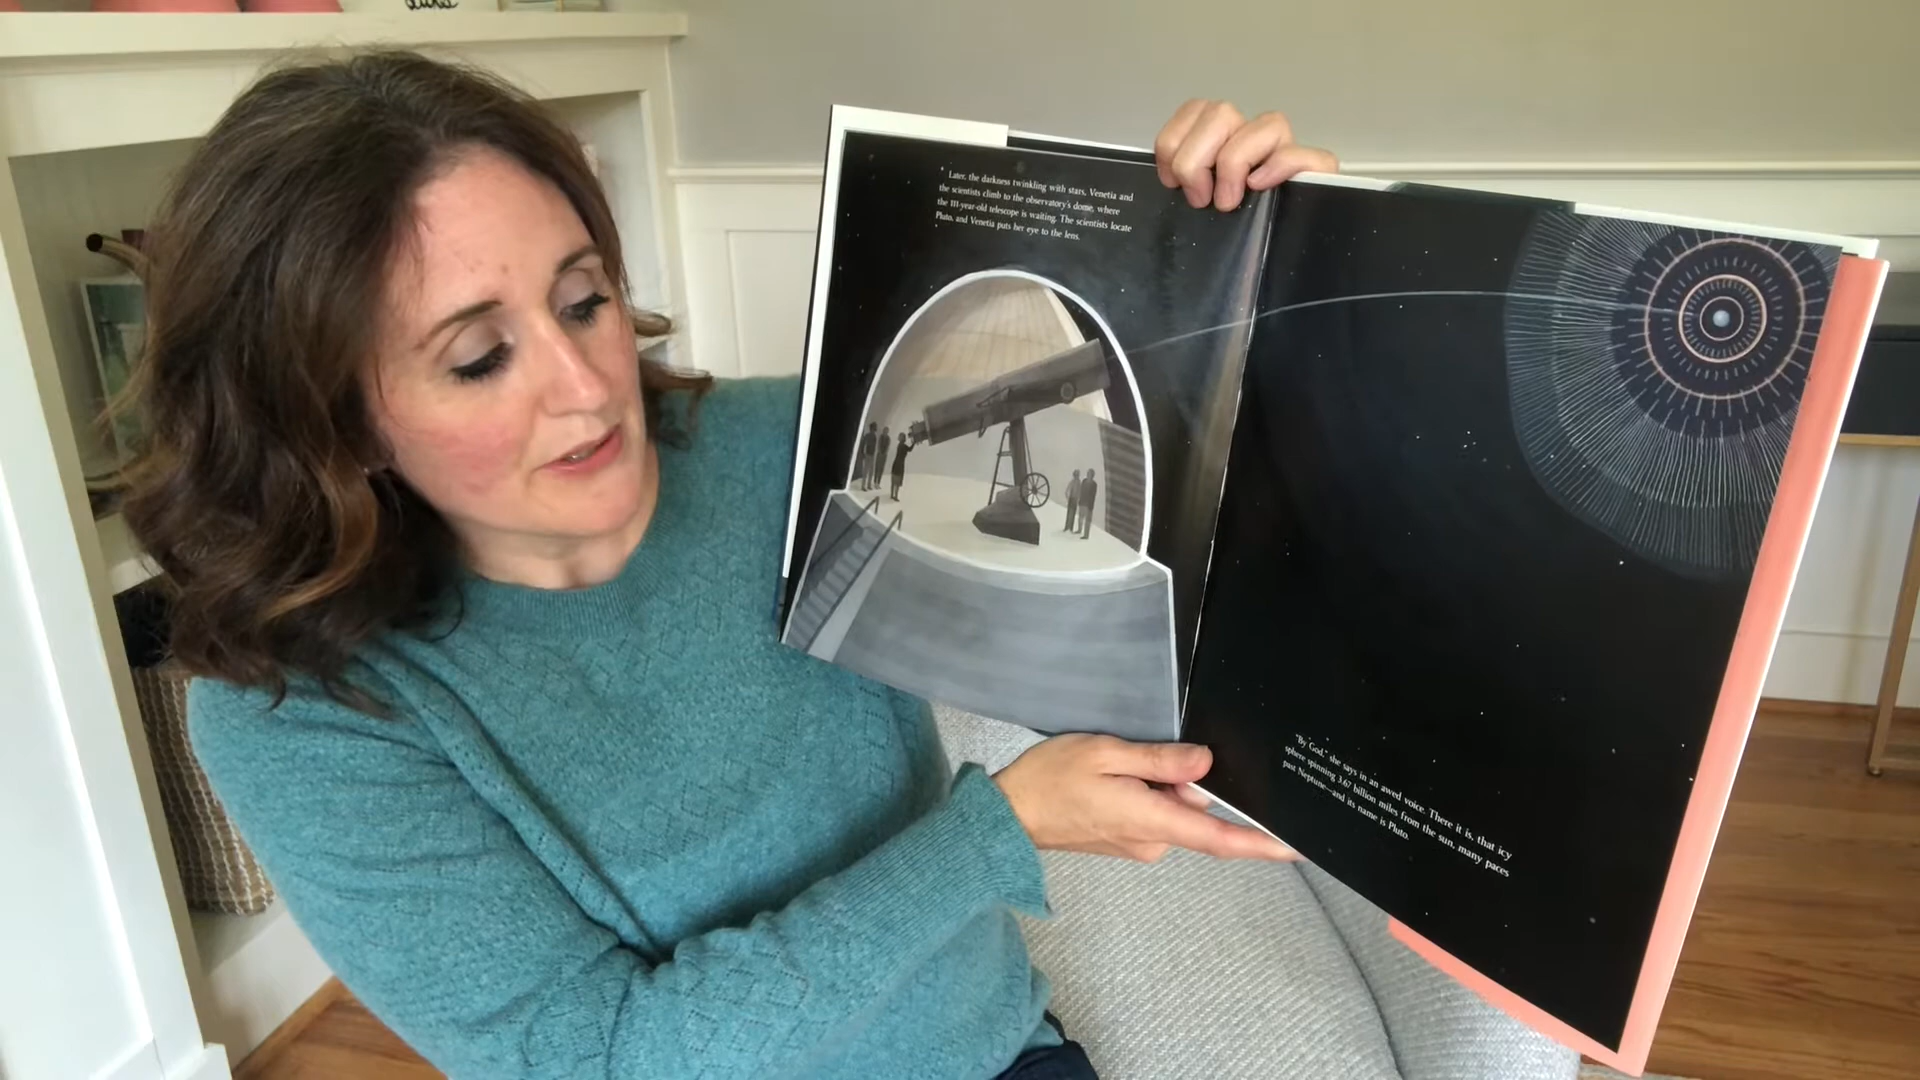 Later, the darkness twinkling with stars, Venetia and
the scientists climb to the observatory's dome, where
the 111-year-old telescope is waiting. The scientists locate
Pluto, and Venetia puts her eye to the lens.
"By God," she says in an awed voice. There it is, that icy
sphere spinning 3.67 billion miles from the sun, many paces
past Neptune—and its name is Pluto.